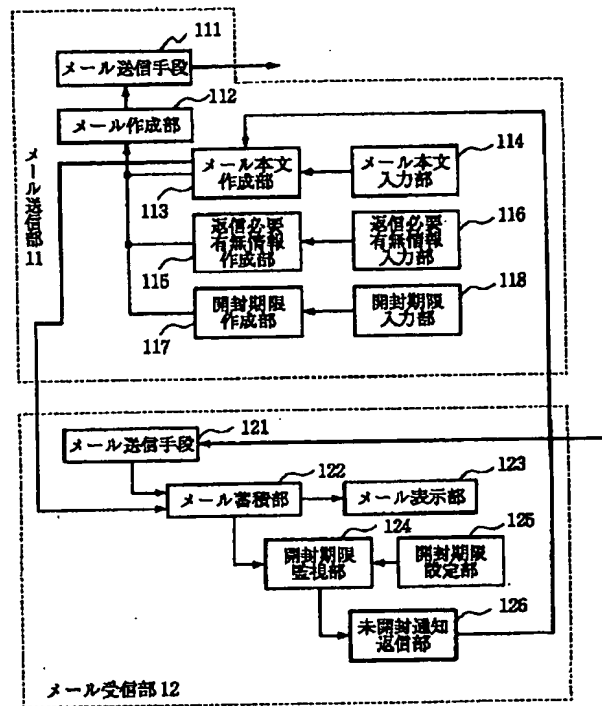 111
メール送信手段
112
メール作成部
メール本文
作成部
113
メール本文
入力部
114
返信必要
有無情報
作成部
115
返信必要
有無情報
入力部
116
開封期限
作成部
117
開封期限
入力部
118
メール送信部11
121
メール送信手段
122
メール蓄積部
123
メール表示部
124
開封期限
監視部
125
開封期限
設定部
126
未開封通知
返信部
メール受信部12